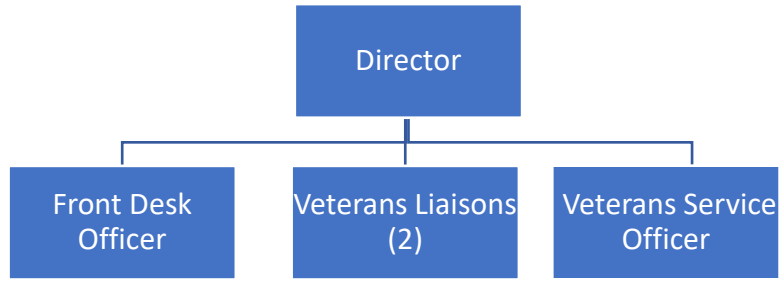 Director
Front Desk
Officer
Veterans Liaisons
(2)
Veterans Service
Officer